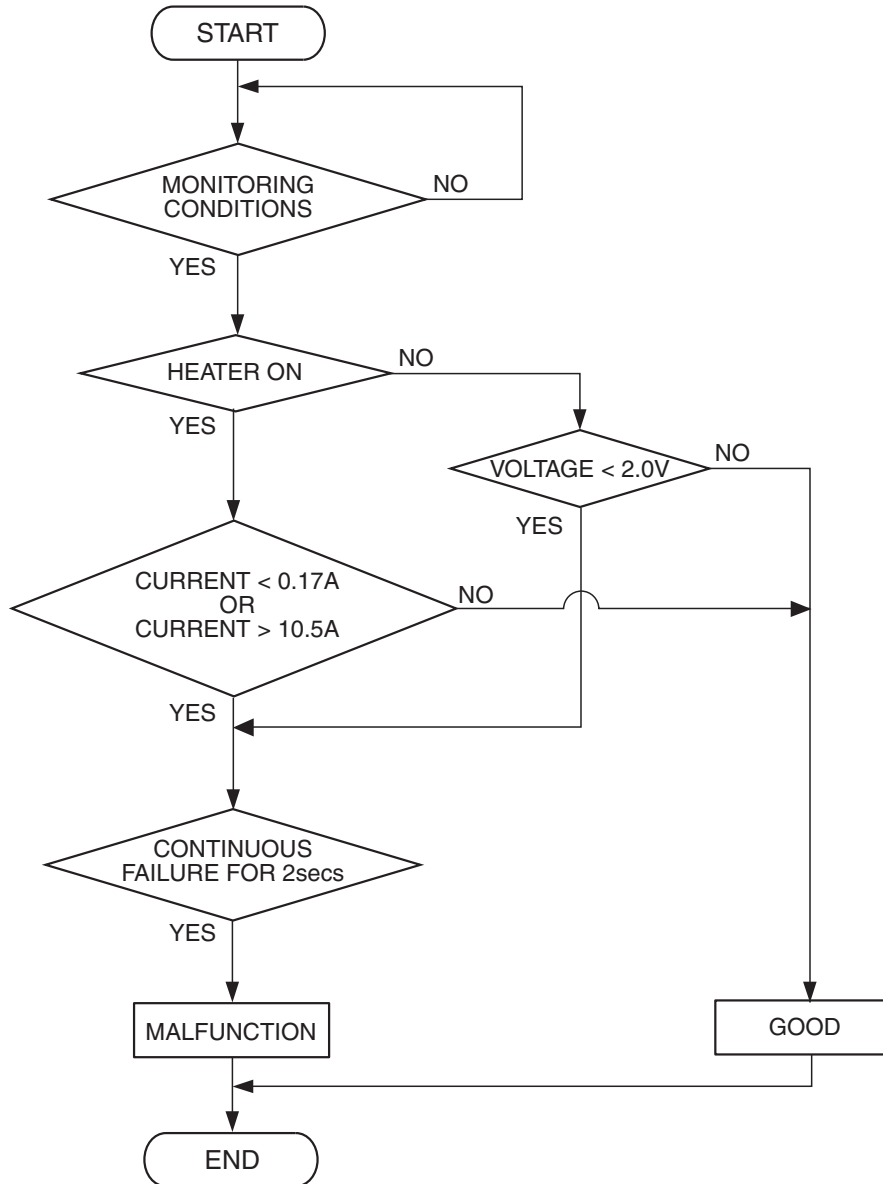 START
MONITORING
CONDITIONS
NO
YES
HEATER ON
NO
YES
VOLTAGE < 2.0V
NO
YES
CURRENT < 0.17A
OR
CURRENT > 10.5A
NO
YES
CONTINUOUS
FAILURE FOR 2secs
YES
MALFUNCTION
GOOD
END